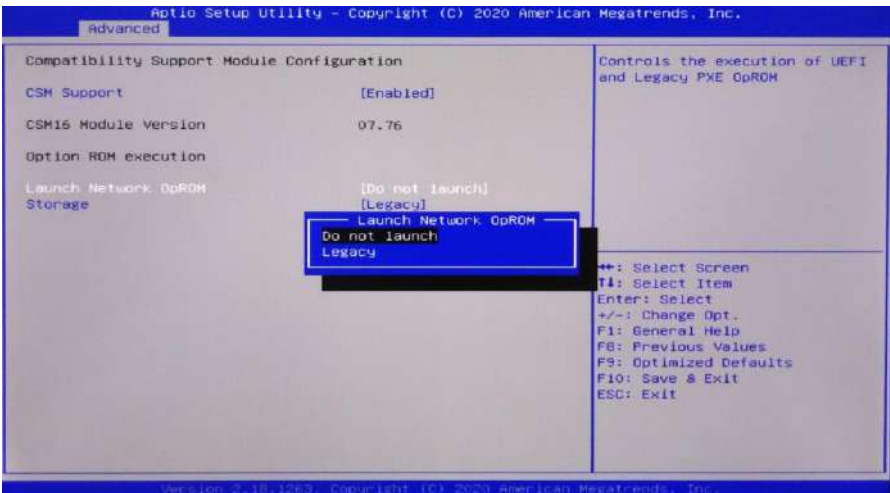 Aptio Setup Utility - Copyright (C) 2020 American Megatrends, Inc.
Advanced
Compatibility Support Module Configuration
CSM Support [Enabled]
CSM16 Module Version 07.76
Option ROM execution
Launch Network OpROM [Do not launch]
Storage [Legacy]
Launch Network OpROM
Do not launch
Legacy
Controls the execution of UEFI
and Legacy PXE OpROM
↔: Select Screen
↑↓: Select Item
Enter: Select
+/-: Change Opt.
F1: General Help
F8: Previous Values
F9: Optimized Defaults
F10: Save & Exit
ESC: Exit
Version 2.18.1263. Copyright (C) 2020 American Megatrends, Inc.